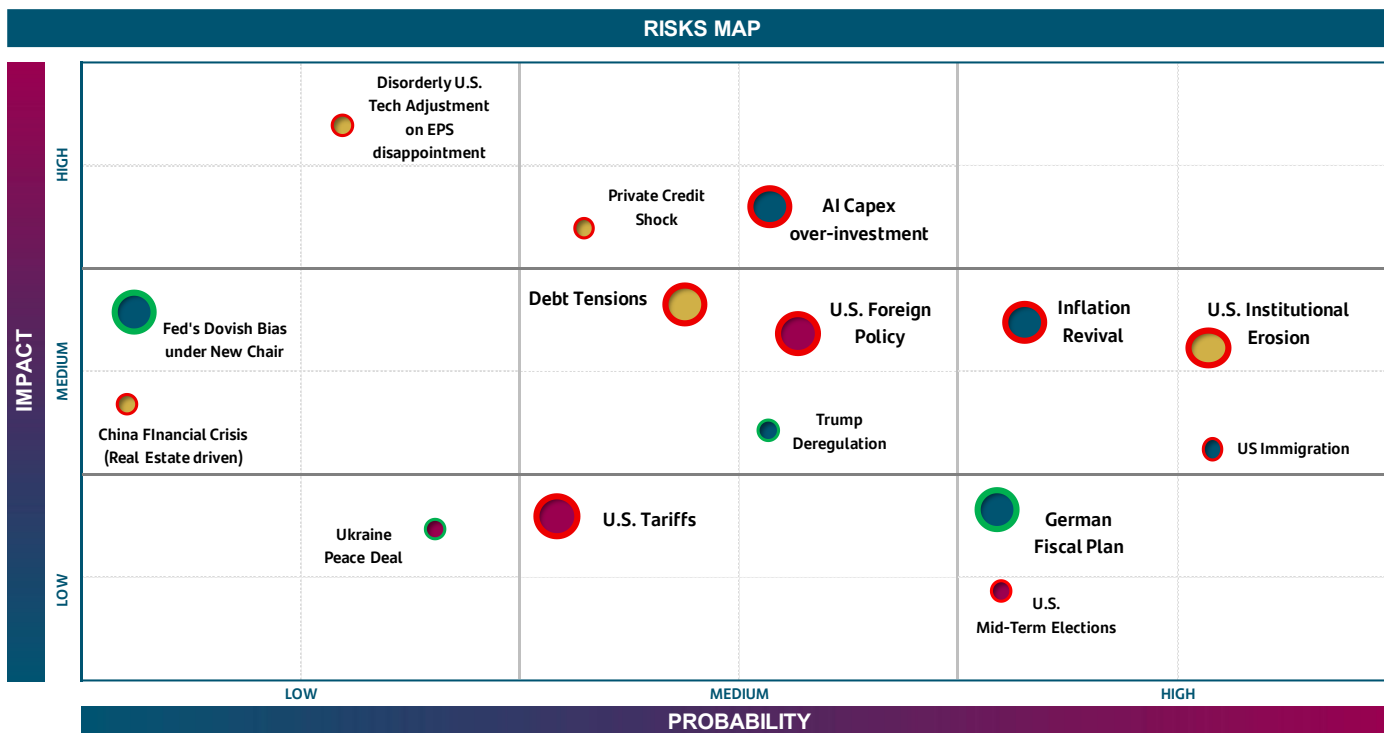 RISKS MAP
IMPACT
HIGH
MEDIUM
LOW
Disorderly U.S.
Tech Adjustment
on EPS
disappointment
Private Credit
Shock
AI Capex
over-investment
Fed's Dovish Bias
under New Chair
Debt Tensions
U.S. Foreign
Policy
Inflation
Revival
U.S. Institutional
Erosion
China FInancial Crisis
(Real Estate driven)
Trump
Deregulation
US Immigration
Ukraine
Peace Deal
U.S. Tariffs
German
Fiscal Plan
U.S.
Mid-Term Elections
LOW
MEDIUM
HIGH
PROBABILITY